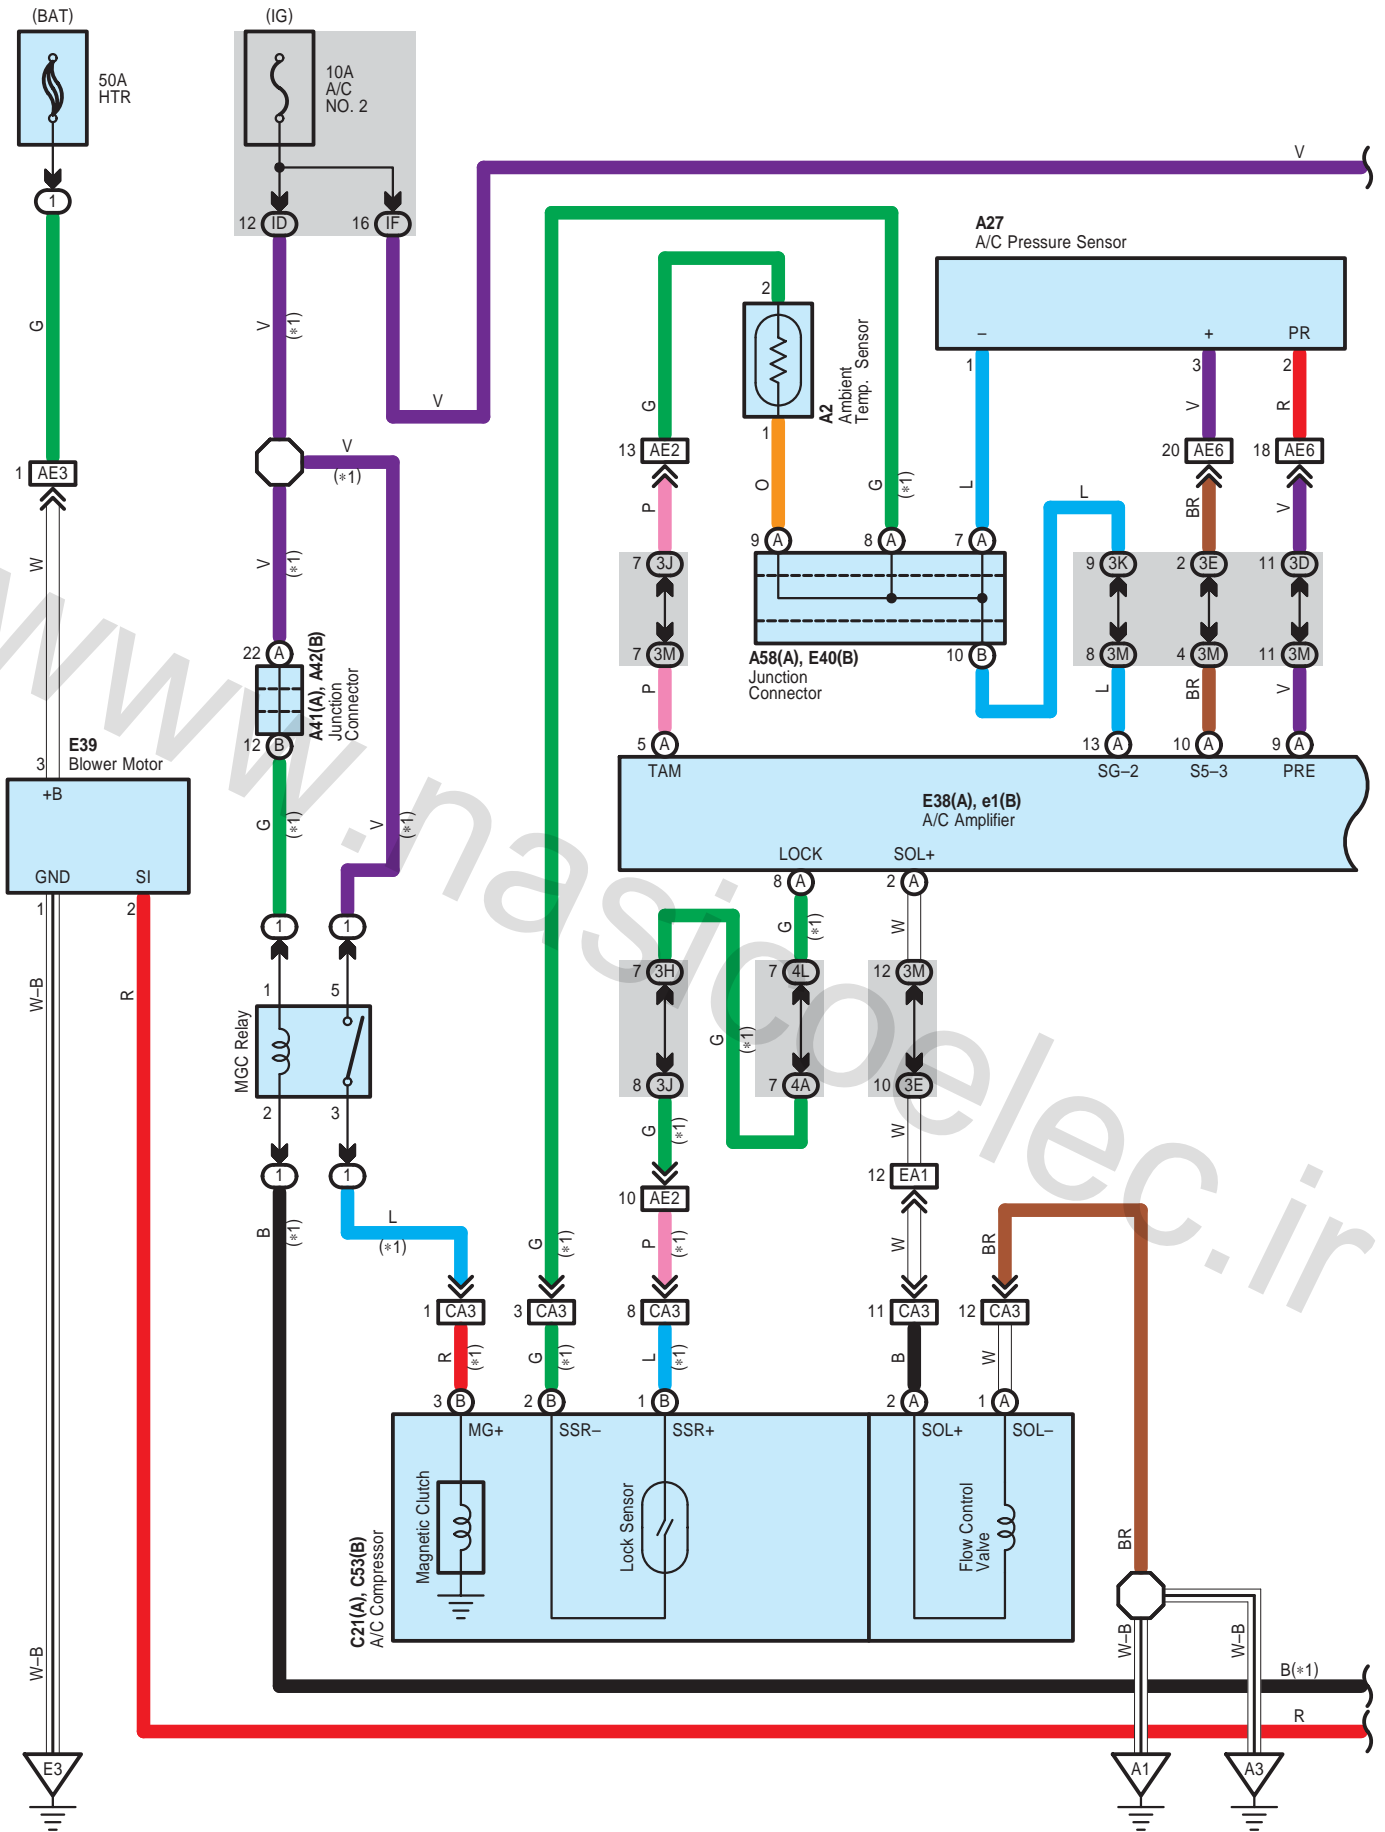 (BAT)
(IG)
50A
HTR
10A
A/C
NO. 2
1
12 ID
16 IF
V
A27
A/C Pressure Sensor
–
+
PR
2
1
3
2
G
V
(*1)
V
G
A2
Ambient
Temp. Sensor
1
L
V
R
V
(*1)
1 AE3
13 AE2
20 AE6
18 AE6
O
G
(*1)
P
L
BR
V
W
V
(*1)
9 A
8 A
7 A
7 3J
9 3K
2 3E
11 3D
22 A
7 3M
10 B
8 3M
4 3M
11 3M
A41(A), A42(B)
Junction
Connector
A58(A), E40(B)
Junction
Connector
P
L
BR
V
12 B
5 A
13 A
10 A
9 A
E39
3 Blower Motor
+B
TAM
SG–2
S5–3
PRE
E38(A), e1(B)
A/C Amplifier
G
(*1)
V
(*1)
GND
SI
LOCK
SOL+
1
2
8 A
2 A
1
1
G
(*1)
W
7 3H
7 4L
12 3M
1
5
W–B
R
MGC Relay
G
(*1)
8 3J
7 4A
10 3E
2
3
G
(*1)
W
1
1
12 EA1
10 AE2
B
(*1)
L
(*1)
G
(*1)
P
(*1)
W
BR
1 CA3
3 CA3
8 CA3
11 CA3
12 CA3
R
(*1)
G
(*1)
L
(*1)
B
W
3 B
2 B
1 B
2 A
1 A
MG+
SSR–
SSR+
SOL+
SOL–
Magnetic Clutch
Lock Sensor
Flow Control
Valve
C21(A), C53(B)
A/C Compressor
BR
W–B
W–B
W–B
B(*1)
R
E3
A1
A3
www.nasicoelec.ir